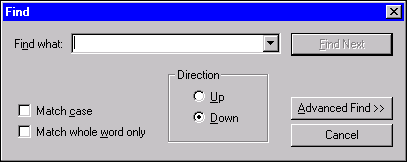 Find
Find what:
Find Next
Direction
Up
Match case
Advanced Find >>
Down
Match whole word only
Cancel